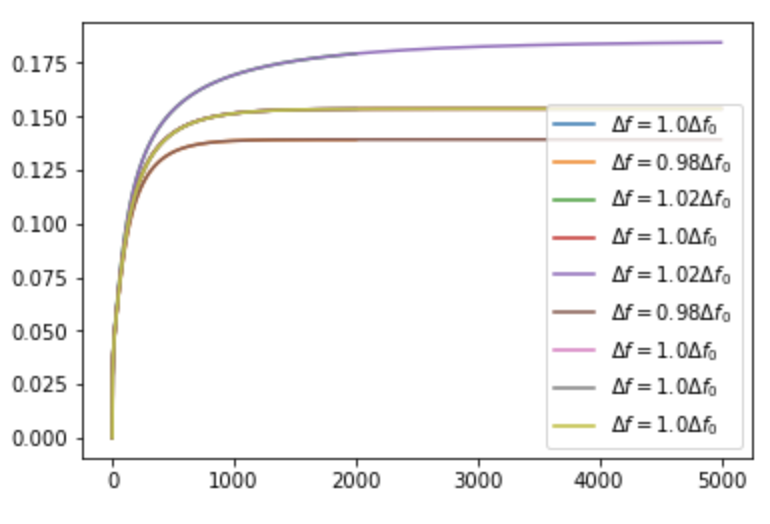 0.175
0.150
0.125
0.100
0.075
0.050
0.025
0.000
0 1000 2000 3000 4000 5000
Δf = 1.0Δf₀
Δf = 0.98Δf₀
Δf = 1.02Δf₀
Δf = 1.0Δf₀
Δf = 1.02Δf₀
Δf = 0.98Δf₀
Δf = 1.0Δf₀
Δf = 1.0Δf₀
Δf = 1.0Δf₀